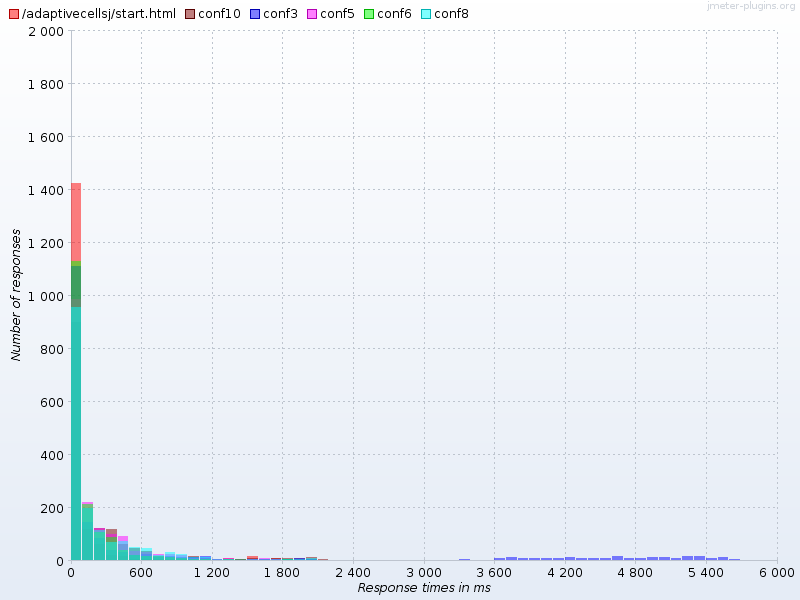 /adaptivecellsj/start.html conf10 conf3 conf5 conf6 conf8
jmeter-plugins.org
2 000
1 800
1 600
1 400
1 200
1 000
800
600
400
200
0
Number of responses
0 600 1 200 1 800 2 400 3 000 3 600 4 200 4 800 5 400 6 000
Response times in ms